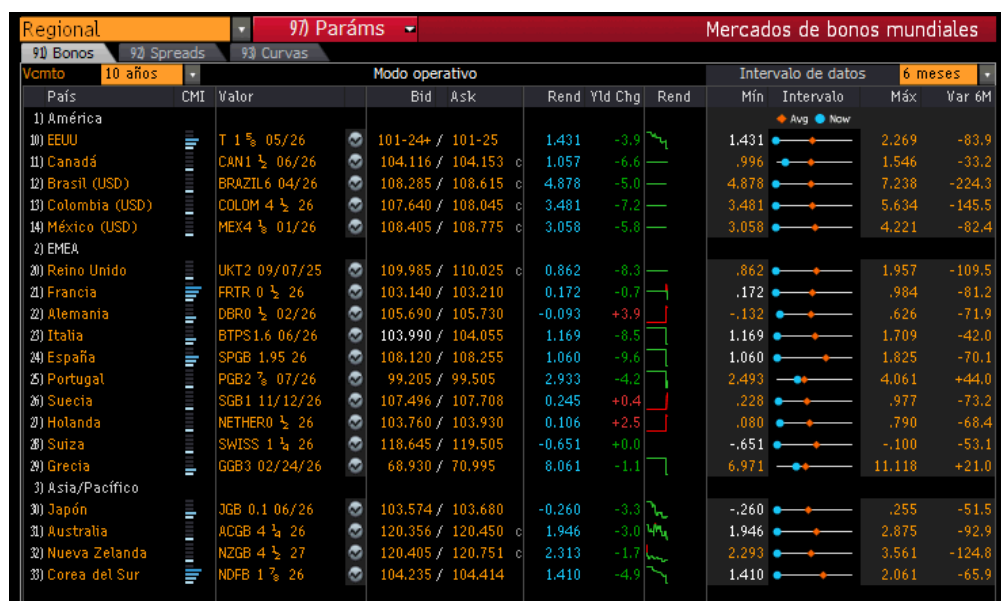 Regional 97) Paráms Mercados de bonos mundiales
91) Bonos 92) Spreads 93) Curvas
Vcmto 10 años Modo operativo Intervalo de datos 6 meses
País CMI Valor Bid Ask Rend Yld Chg Rend Mín Intervalo Máx Var 6M
1) América Avg Now
10) EEUU T 1 5/8 05/26 101-24+ / 101-25 1.431 -3.9 1.431 2.269 -83.9
11) Canadá CAN1 1/2 06/26 104.116 / 104.153 c 1.057 -6.6 .996 1.546 -33.2
12) Brasil (USD) BRAZIL6 04/26 108.285 / 108.615 c 4.878 -5.0 4.878 7.238 -224.3
13) Colombia (USD) COLOM 4 1/2 26 107.640 / 108.045 c 3.481 -7.2 3.481 5.634 -145.5
14) México (USD) MEX4 1/8 01/26 108.405 / 108.775 c 3.058 -5.8 3.058 4.221 -82.4
2) EMEA
20) Reino Unido UKT2 09/07/25 109.985 / 110.025 c 0.862 -8.3 .862 1.957 -109.5
21) Francia FRTR 0 1/2 26 103.140 / 103.210 0.172 -0.7 .172 .984 -81.2
22) Alemania DBR0 1/2 02/26 105.690 / 105.730 -0.093 +3.9 -.132 .626 -71.9
23) Italia BTPS1.6 06/26 103.990 / 104.055 1.169 -8.5 1.169 1.709 -42.0
24) España SPGB 1.95 26 108.120 / 108.255 1.060 -9.6 1.060 1.825 -70.1
25) Portugal PGB2 7/8 07/26 99.205 / 99.505 2.933 -4.2 2.493 4.061 +44.0
26) Suecia SGB1 11/12/26 107.496 / 107.708 0.245 +0.4 .228 .977 -73.2
27) Holanda NETHER0 1/2 26 103.760 / 103.930 0.106 +2.5 .080 .790 -68.4
28) Suiza SWISS 1 1/4 26 118.645 / 119.505 -0.651 +0.0 -.651 -.100 -53.1
29) Grecia GGB3 02/24/26 68.930 / 70.995 8.061 -1.1 6.971 11.118 +21.0
3) Asia/Pacífico
30) Japón JGB 0.1 06/26 103.574 / 103.680 -0.260 -3.3 -.260 .255 -51.5
31) Australia ACGB 4 1/4 26 120.356 / 120.450 c 1.946 -3.0 1.946 2.875 -92.9
32) Nueva Zelanda NZGB 4 1/2 27 120.405 / 120.751 c 2.313 -1.7 2.293 3.561 -124.8
33) Corea del Sur NDFB 1 7/8 26 104.235 / 104.414 1.410 -4.9 1.410 2.061 -65.9